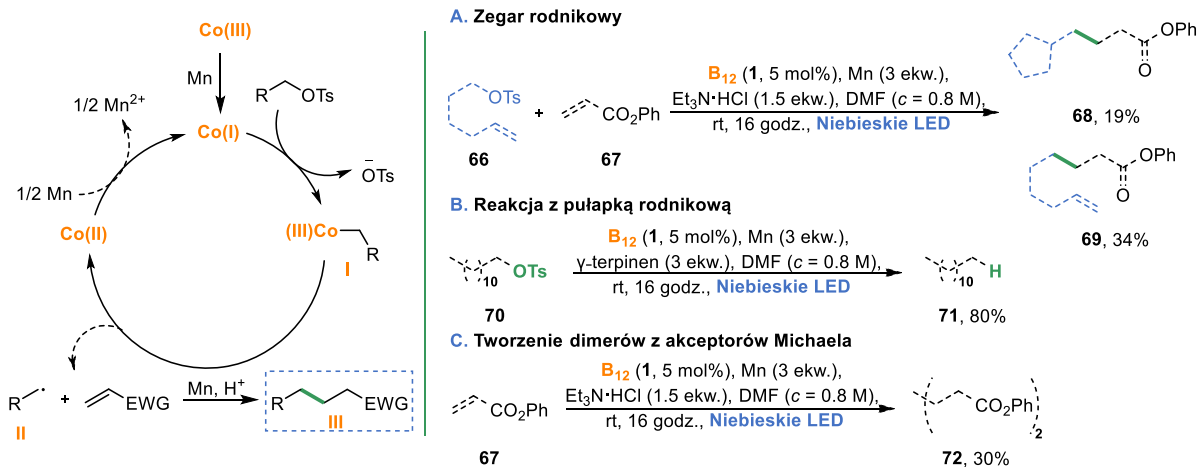 Co(III)
Mn
R
OTs
1/2 Mn2+
Co(I)
−
OTs
1/2 Mn
Co(II)
(III)Co
R
I
R
•
+
EWG
Mn, H+
R
EWG
II
III
A. Zegar rodnikowy
OTs
+
CO2Ph
B12 (1, 5 mol%), Mn (3 ekw.),
Et3N·HCl (1.5 ekw.), DMF (c = 0.8 M),
rt, 16 godz., Niebieskie LED
66
67
OPh
O
68, 19%
OPh
O
69, 34%
B. Reakcja z pułapką rodnikową
OTs
10
B12 (1, 5 mol%), Mn (3 ekw.),
γ-terpinen (3 ekw.), DMF (c = 0.8 M),
rt, 16 godz., Niebieskie LED
H
10
70
71, 80%
C. Tworzenie dimerów z akceptorów Michaela
CO2Ph
B12 (1, 5 mol%), Mn (3 ekw.),
Et3N·HCl (1.5 ekw.), DMF (c = 0.8 M),
rt, 16 godz., Niebieskie LED
CO2Ph
2
67
72, 30%